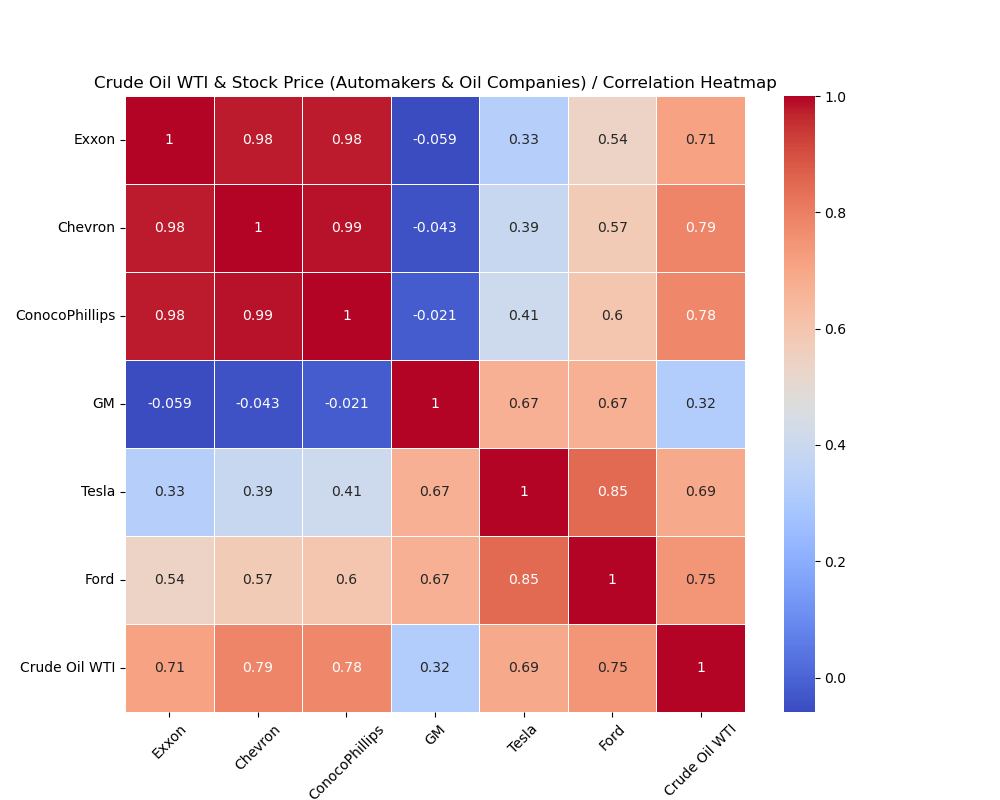 Crude Oil WTI & Stock Price (Automakers & Oil Companies) / Correlation Heatmap
1.0
Exxon 1 0.98 0.98 -0.059 0.33 0.54 0.71
0.8
Chevron 0.98 1 0.99 -0.043 0.39 0.57 0.79
ConocoPhillips 0.98 0.99 1 -0.021 0.41 0.6 0.78
0.6
GM -0.059 -0.043 -0.021 1 0.67 0.67 0.32
0.4
Tesla 0.33 0.39 0.41 0.67 1 0.85 0.69
0.2
Ford 0.54 0.57 0.6 0.67 0.85 1 0.75
Crude Oil WTI 0.71 0.79 0.78 0.32 0.69 0.75 1
0.0
Exxon
Chevron
ConocoPhillips
GM
Tesla
Ford
Crude Oil WTI